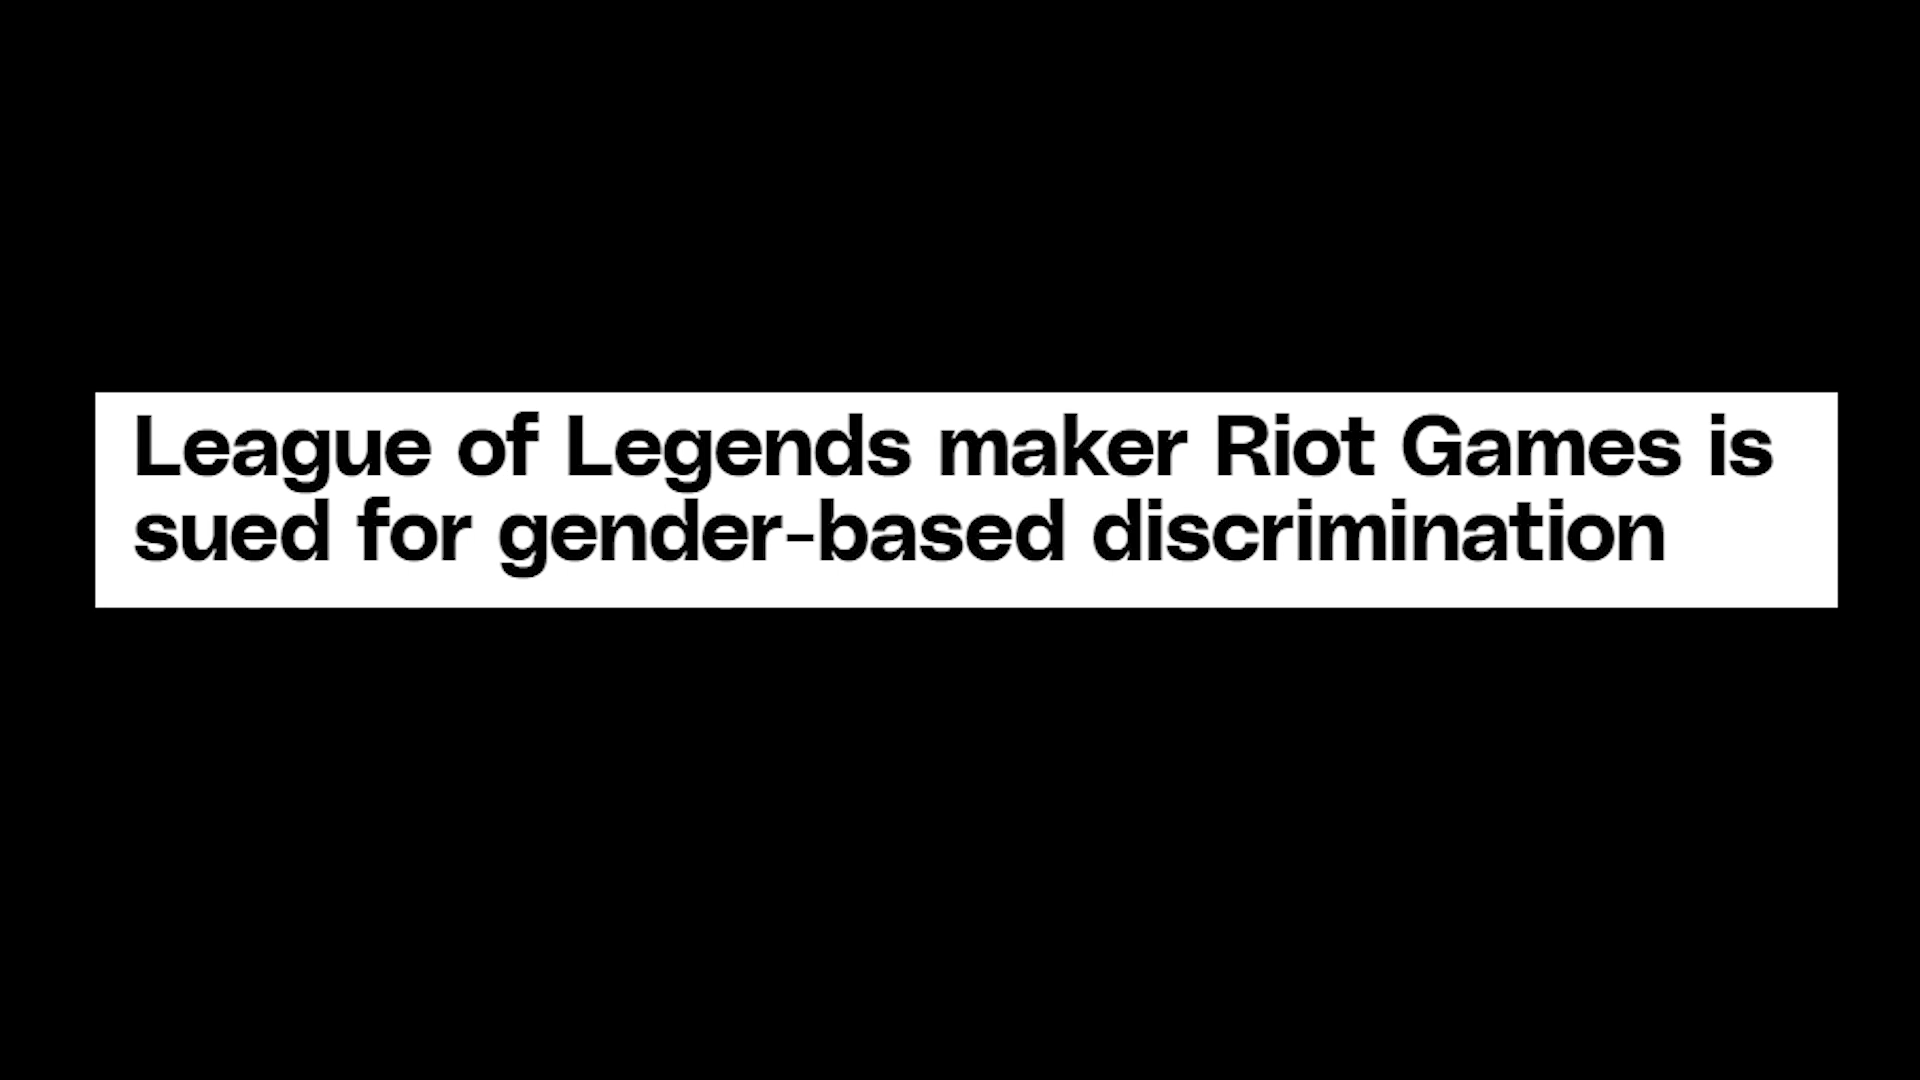 League of Legends maker Riot Games is
sued for gender-based discrimination